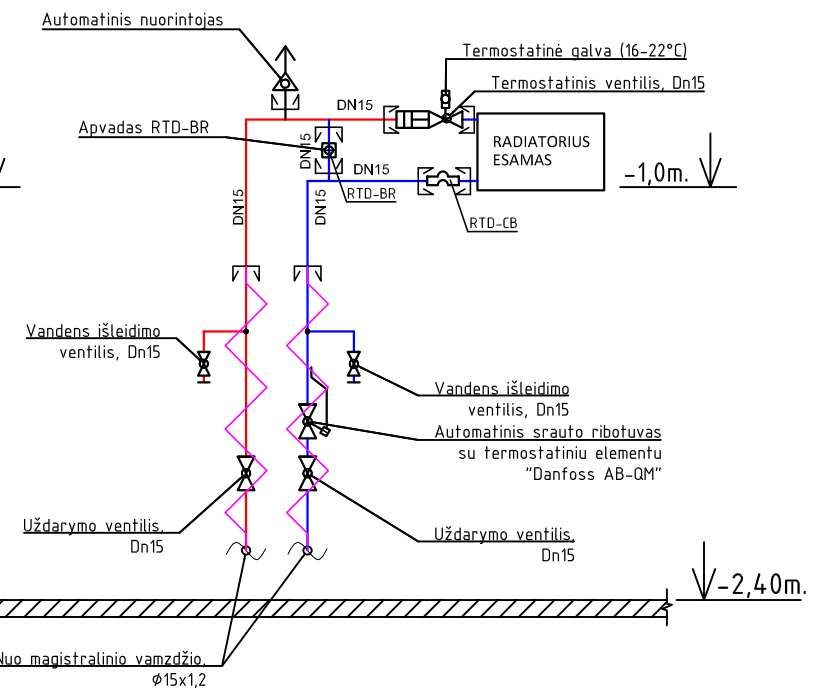 Automatinis nuorintojas
Termostatinė galva (16-22°C)
Termostatinis ventilis, Dn15
DN15
Apvadas RTD-BR
DN15
RADIATORIUS
ESAMAS
DN15
-1,0m.
RTD-BR
DN15
DN15
RTD-CB
Vandens išleidimo
ventilis, Dn15
Vandens išleidimo
ventilis, Dn15
Automatinis srauto ribotuvas
su termostatiniu elementu
"Danfoss AB-QM"
Uždarymo ventilis,
Dn15
Uždarymo ventilis,
Dn15
-2,40m.
Nuo magistralinio vamzdžio,
Ø15x1,2